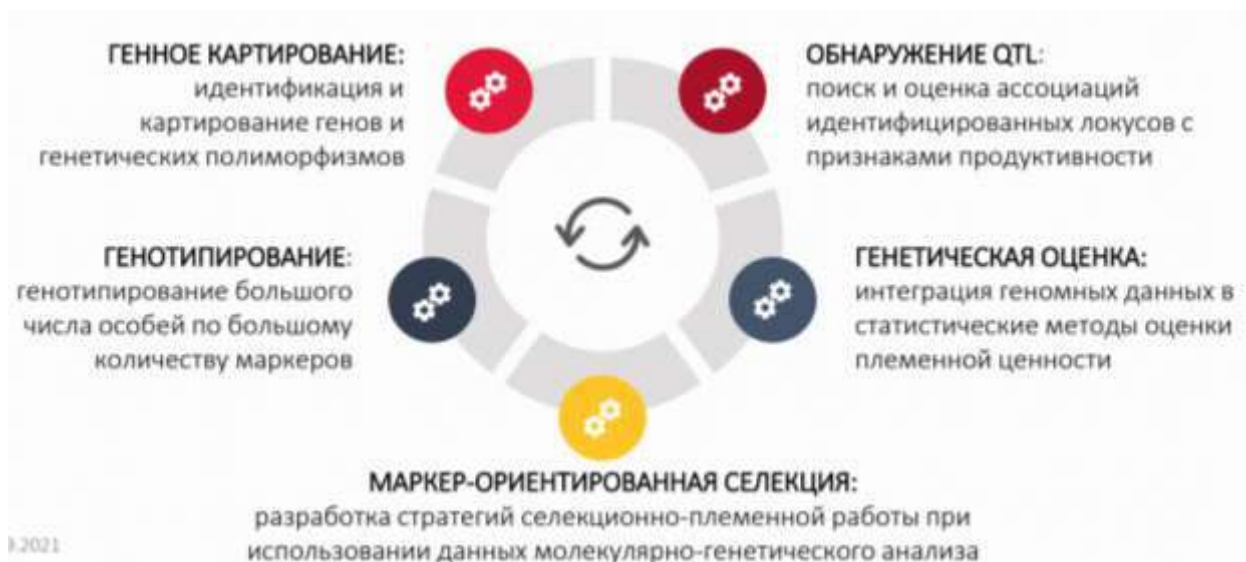 ГЕННОЕ КАРТИРОВАНИЕ:
идентификация и
картирование генов и
генетических полиморфизмов
ОБНАРУЖЕНИЕ QTL:
поиск и оценка ассоциаций
идентифицированных локусов с
признаками продуктивности
ГЕНОТИПИРОВАНИЕ:
генотипирование большого
числа особей по большому
количеству маркеров
ГЕНЕТИЧЕСКАЯ ОЦЕНКА:
интеграция геномных данных в
статистические методы оценки
племенной ценности
МАРКЕР-ОРИЕНТИРОВАННАЯ СЕЛЕКЦИЯ:
разработка стратегий селекционно-племенной работы при
использовании данных молекулярно-генетического анализа
.2021